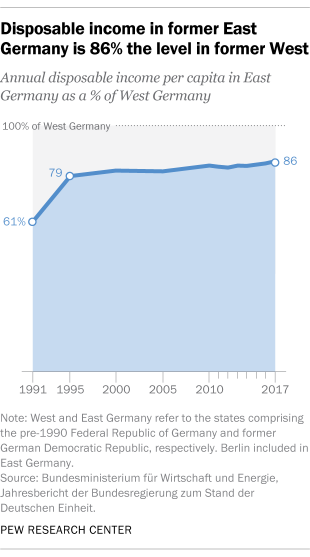 Disposable income in former East
Germany is 86% the level in former West
Annual disposable income per capita in East
Germany as a % of West Germany
100% of West Germany
86
79
61%
1991 1995 2000 2005 2010 2017
Note: West and East Germany refer to the states comprising
the pre-1990 Federal Republic of Germany and former
German Democratic Republic, respectively. Berlin included in
East Germany.
Source: Bundesministerium für Wirtschaft und Energie,
Jahresbericht der Bundesregierung zum Stand der
Deutschen Einheit.
PEW RESEARCH CENTER